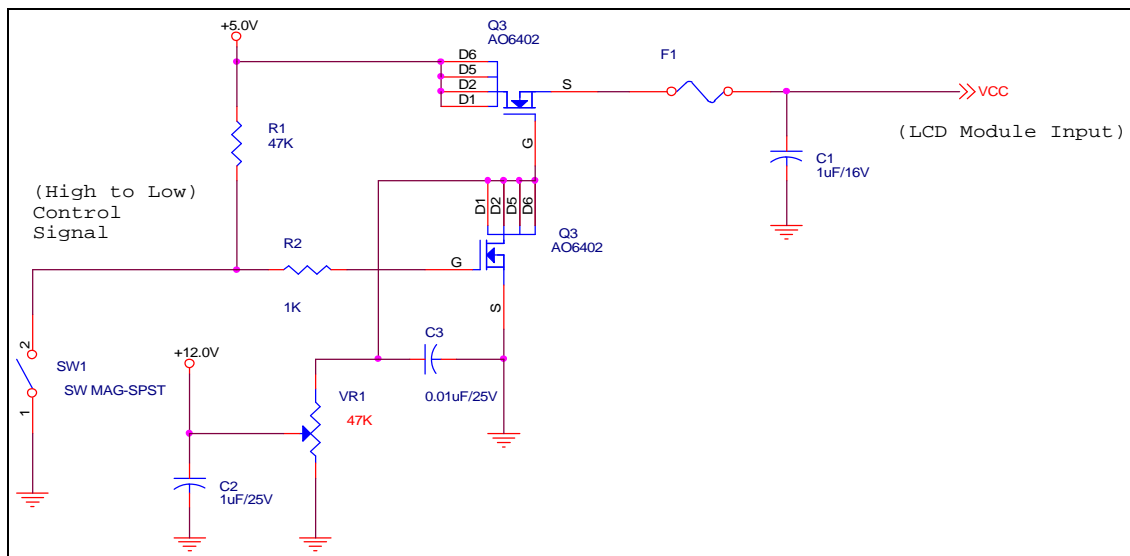 +5.0V
Q3
AO6402
D6
D5
D2
D1
S
G
F1
VCC
(LCD Module Input)
R1
47K
C1
1uF/16V
(High to Low)
Control
Signal
D1
D2
D5
D6
Q3
AO6402
R2
1K
G
S
+12.0V
C3
0.01uF/25V
2
SW1
SW MAG-SPST
1
VR1
47K
C2
1uF/25V